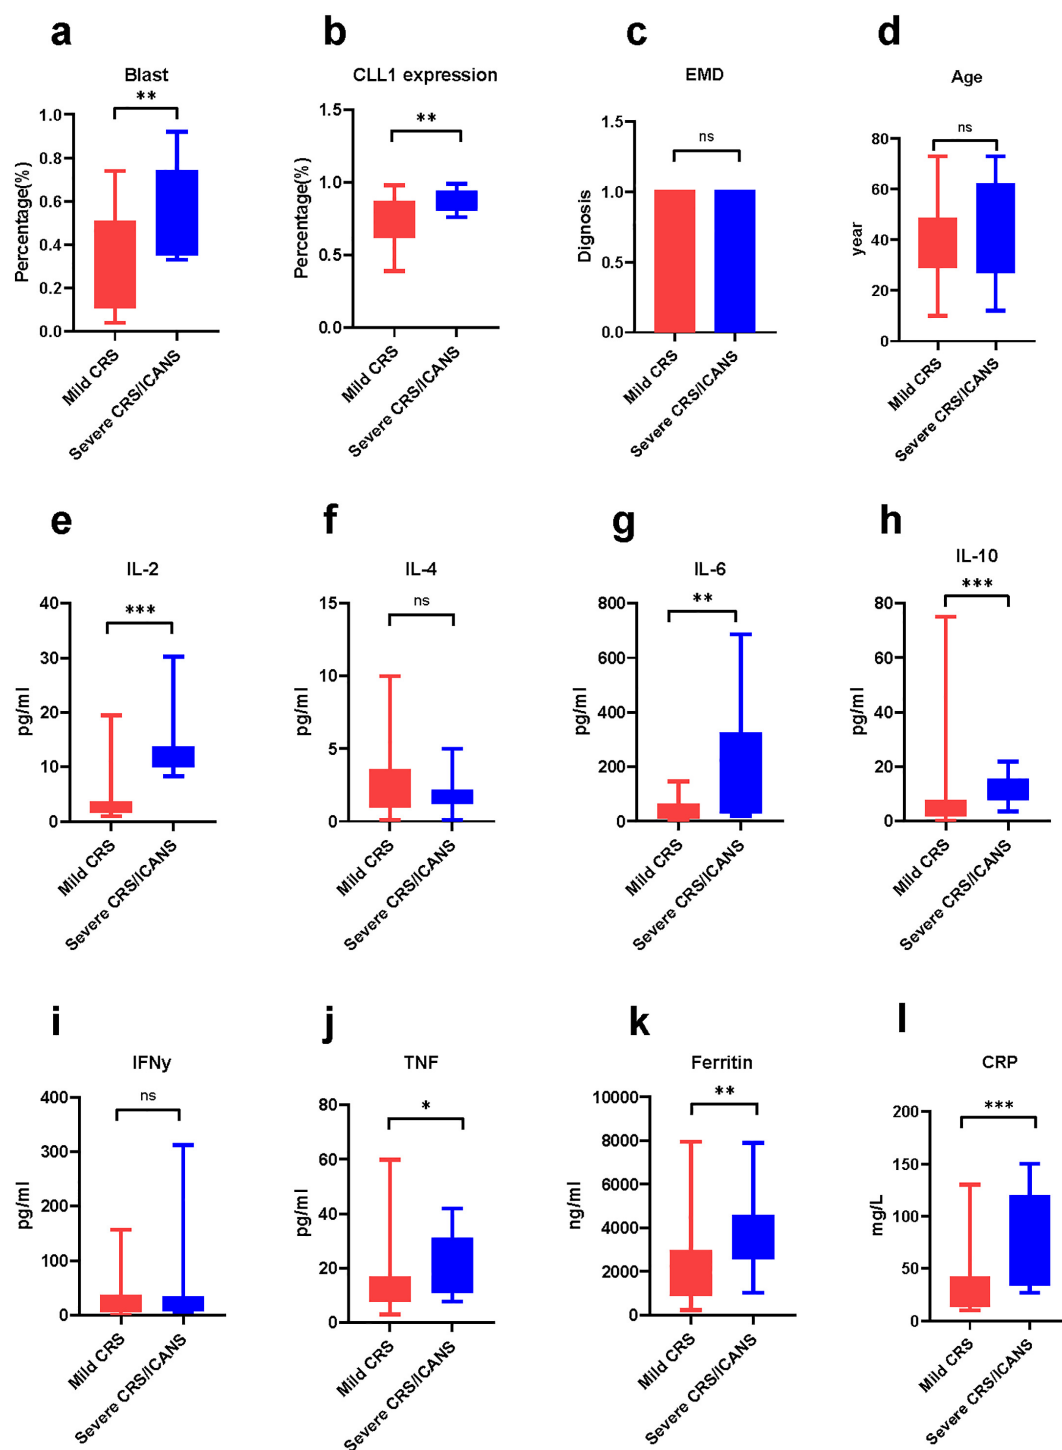 a
Blast
**
Percentage(%)
1.0
0.8
0.6
0.4
0.2
0.0
Mild CRS
Severe CRS/ICANS
b
CLL1 expression
**
Percentage(%)
1.5
1.0
0.5
0.0
Mild CRS
Severe CRS/ICANS
c
EMD
ns
Dignosis
1.5
1.0
0.5
0.0
Mild CRS
Severe CRS/ICANS
d
Age
ns
year
80
60
40
20
0
Mild CRS
Severe CRS/ICANS
e
IL-2
***
pg/ml
40
30
20
10
0
Mild CRS
Severe CRS/ICANS
f
IL-4
ns
pg/ml
15
10
5
0
Mild CRS
Severe CRS/ICANS
g
IL-6
**
pg/ml
800
600
400
200
0
Mild CRS
Severe CRS/ICANS
h
IL-10
***
pg/ml
80
60
40
20
0
Mild CRS
Severe CRS/ICANS
i
IFNy
ns
pg/ml
400
300
200
100
0
Mild CRS
Severe CRS/ICANS
j
TNF
*
pg/ml
80
60
40
20
0
Mild CRS
Severe CRS/ICANS
k
Ferritin
**
ng/ml
10000
8000
6000
4000
2000
0
Mild CRS
Severe CRS/ICANS
l
CRP
***
mg/L
200
150
100
50
0
Mild CRS
Severe CRS/ICANS